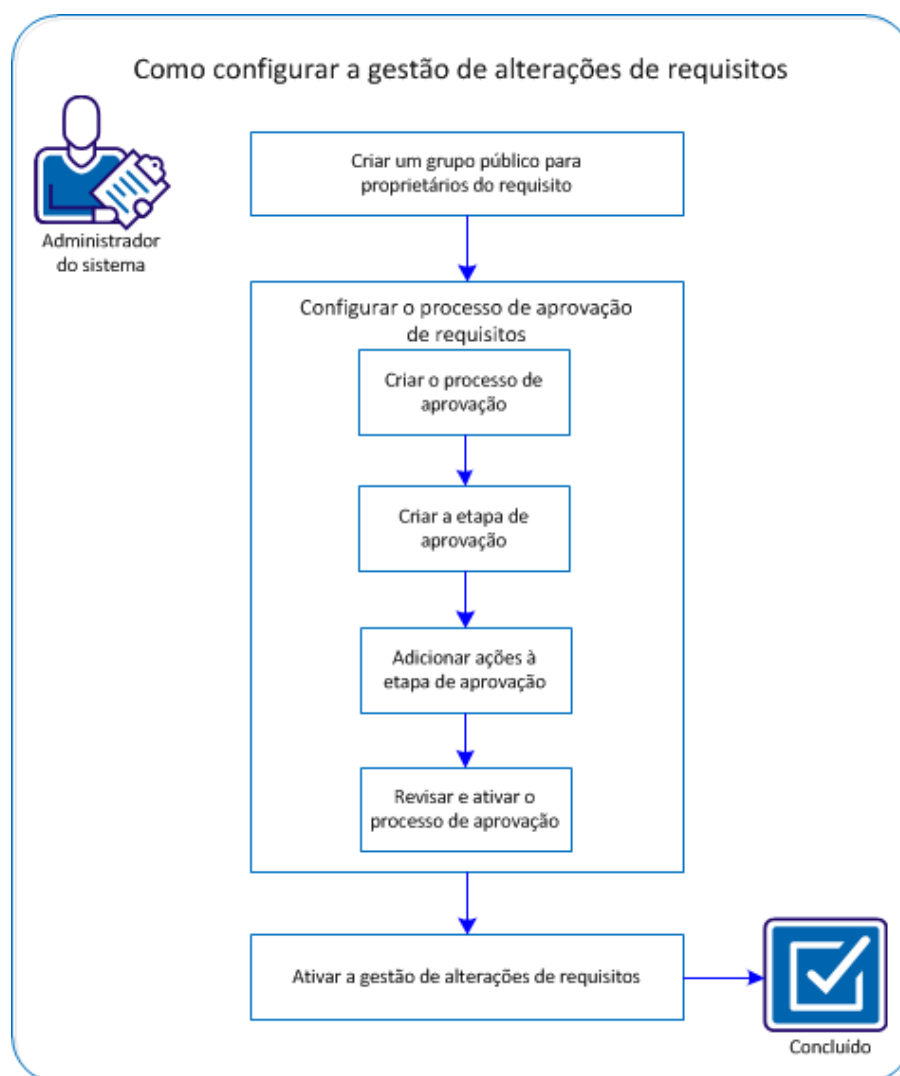 Como configurar a gestão de alterações de requisitos
Administrador
do sistema
Criar um grupo público para
proprietários do requisito
Configurar o processo de aprovação
de requisitos
Criar o processo de
aprovação
Criar a etapa de
aprovação
Adicionar ações à
etapa de aprovação
Revisar e ativar o
processo de aprovação
Ativar a gestão de alterações de requisitos
Concluido